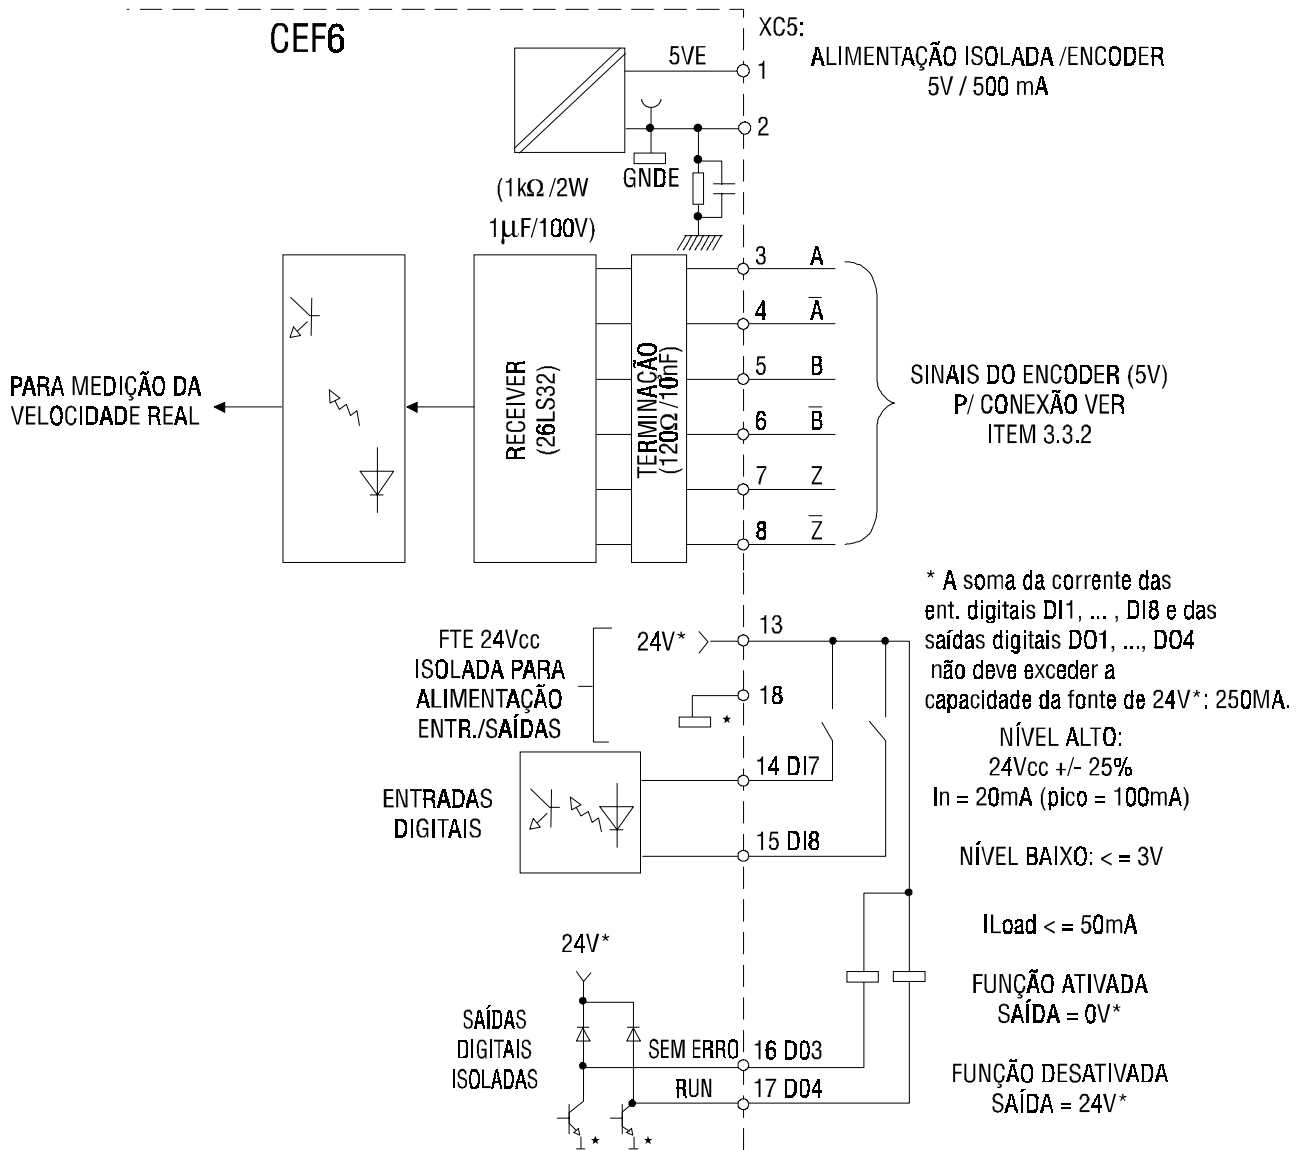 CEF6
XC5:
5VE
1
ALIMENTAÇÃO ISOLADA /ENCODER
5V / 500 mA
2
GNDE
(1kΩ /2W
1µF/100V)
3 A
4 A̅
5 B
6 B̅
7 Z
8 Z̅
PARA MEDIÇÃO DA
VELOCIDADE REAL
RECEIVER
(26LS32)
TERMINAÇÃO
(120Ω /10nF)
SINAIS DO ENCODER (5V)
P/ CONEXÃO VER
ITEM 3.3.2
* A soma da corrente das
ent. digitais DI1, ... , DI8 e das
saídas digitais DO1, ..., DO4
não deve exceder a
capacidade da fonte de 24V*: 250MA.
FTE 24Vcc
ISOLADA PARA
ALIMENTAÇÃO
ENTR./SAÍDAS
24V*
13
18
*
NÍVEL ALTO:
24Vcc +/- 25%
In = 20mA (pico = 100mA)
ENTRADAS
DIGITAIS
14 DI7
15 DI8
NÍVEL BAIXO: < = 3V
ILoad < = 50mA
24V*
FUNÇÃO ATIVADA
SAÍDA = 0V*
SAÍDAS
DIGITAIS
ISOLADAS
SEM ERRO 16 D03
RUN 17 D04
* *
FUNÇÃO DESATIVADA
SAÍDA = 24V*